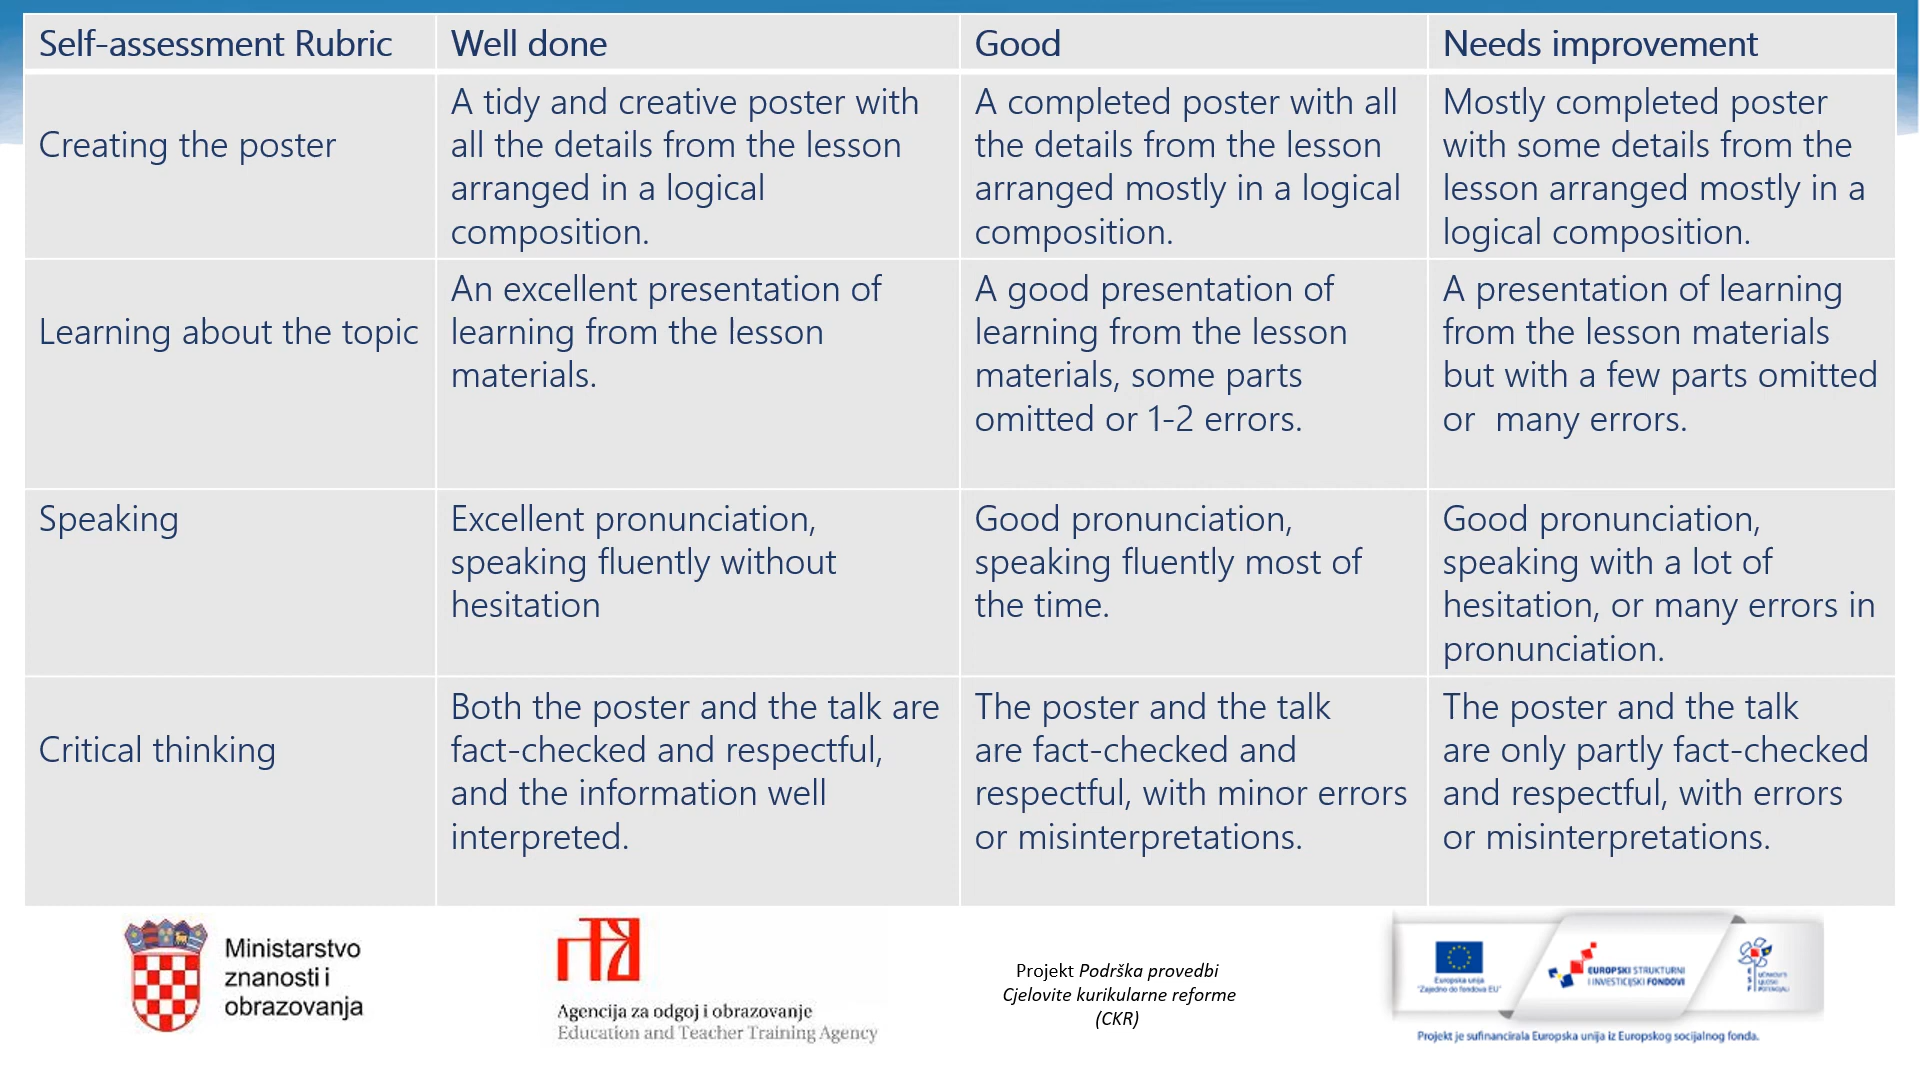 Self-assessment Rubric
Well done
Good
Needs improvement
Creating the poster
A tidy and creative poster with
all the details from the lesson
arranged in a logical
composition.
A completed poster with all
the details from the lesson
arranged mostly in a logical
composition.
Mostly completed poster
with some details from the
lesson arranged mostly in a
logical composition.
Learning about the topic
An excellent presentation of
learning from the lesson
materials.
A good presentation of
learning from the lesson
materials, some parts
omitted or 1-2 errors.
A presentation of learning
from the lesson materials
but with a few parts omitted
or  many errors.
Speaking
Excellent pronunciation,
speaking fluently without
hesitation
Good pronunciation,
speaking fluently most of
the time.
Good pronunciation,
speaking with a lot of
hesitation, or many errors in
pronunciation.
Critical thinking
Both the poster and the talk are
fact-checked and respectful,
and the information well
interpreted.
The poster and the talk
are fact-checked and
respectful, with minor errors
or misinterpretations.
The poster and the talk
are only partly fact-checked
and respectful, with errors
or misinterpretations.
Ministarstvo
znanosti i
obrazovanja
Agencija za odgoj i obrazovanje
Education and Teacher Training Agency
Projekt Podrška provedbi
Cjelovite kurikularne reforme
(CKR)
Europska unija
"Zajedno do fondova EU"
EUROPSKI STRUKTURNI
I INVESTICIJSKI FONDOVI
Projekt je sufinancirala Europska unija iz Europskog socijalnog fonda.